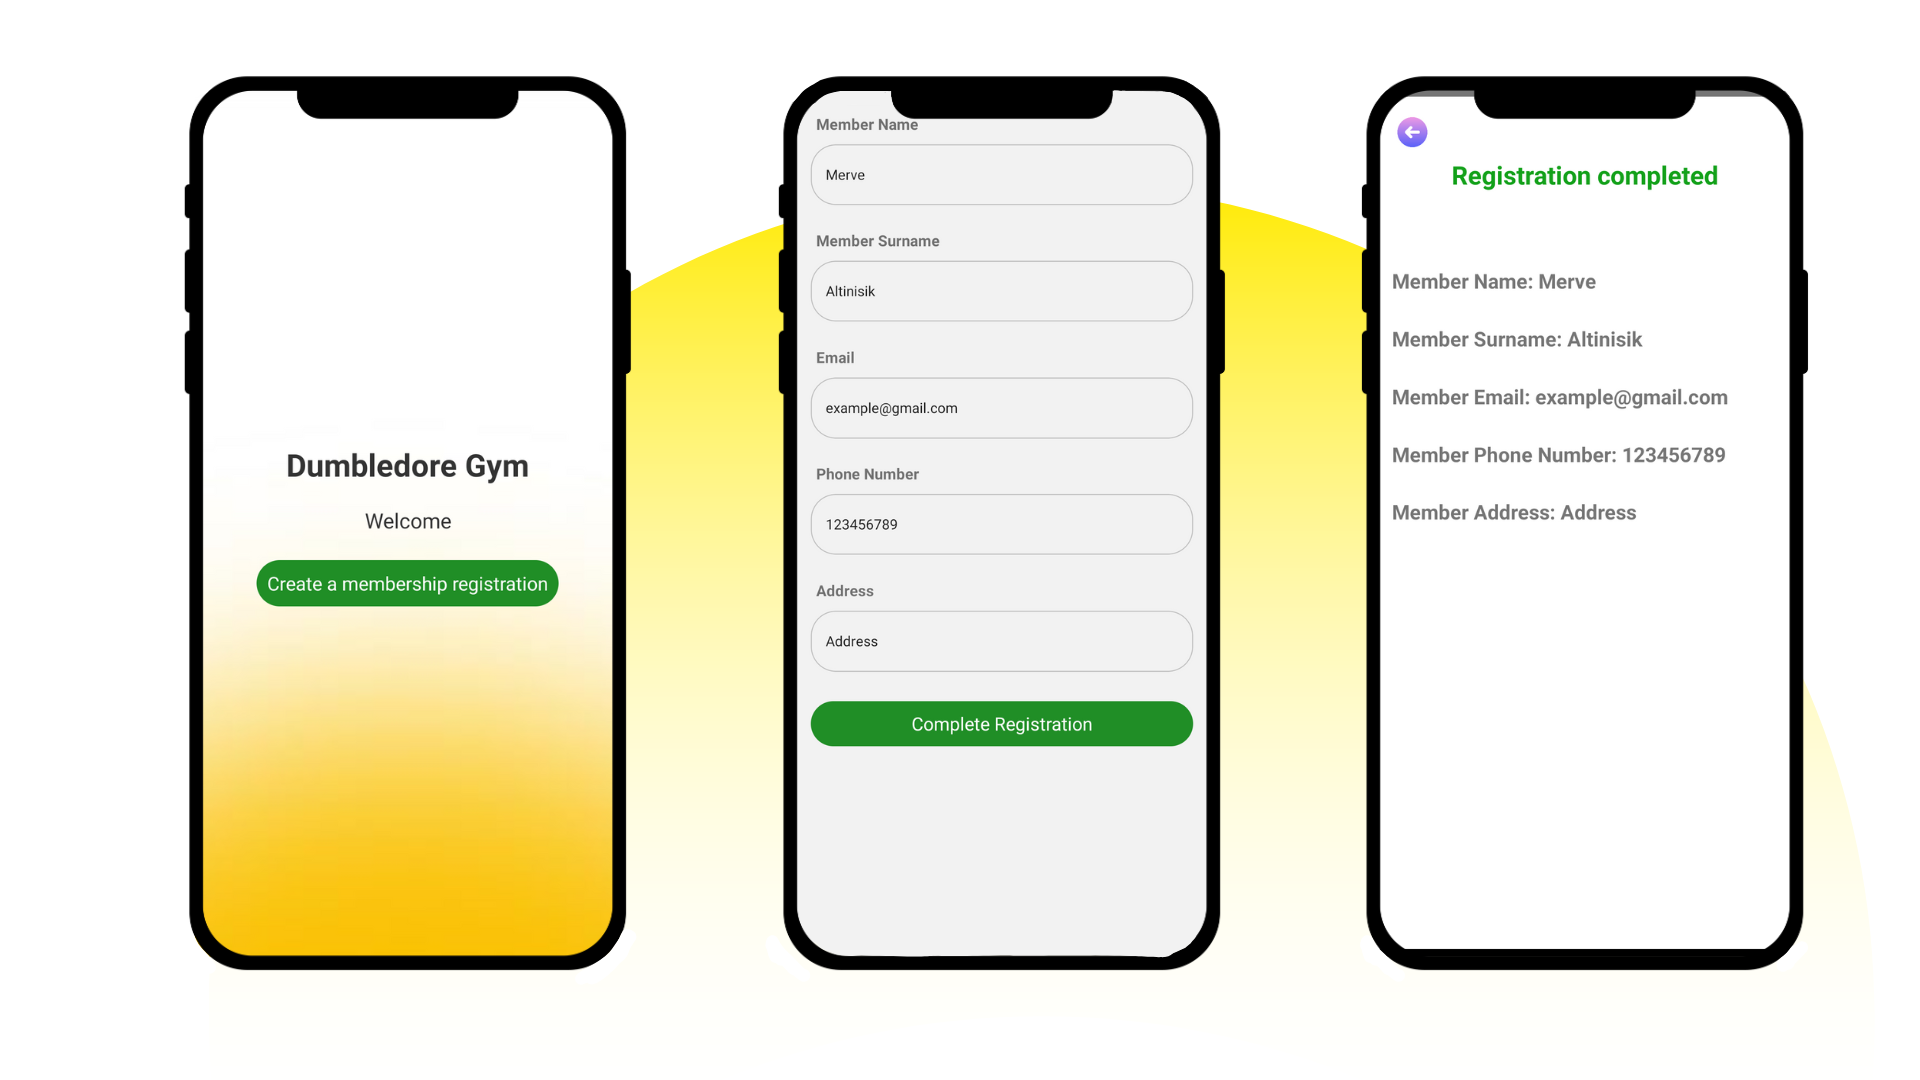 Dumbledore Gym
Welcome
Create a membership registration
Member Name
Merve
Member Surname
Altinisik
Email
example@gmail.com
Phone Number
123456789
Address
Address
Complete Registration
Registration completed
Member Name: Merve
Member Surname: Altinisik
Member Email: example@gmail.com
Member Phone Number: 123456789
Member Address: Address